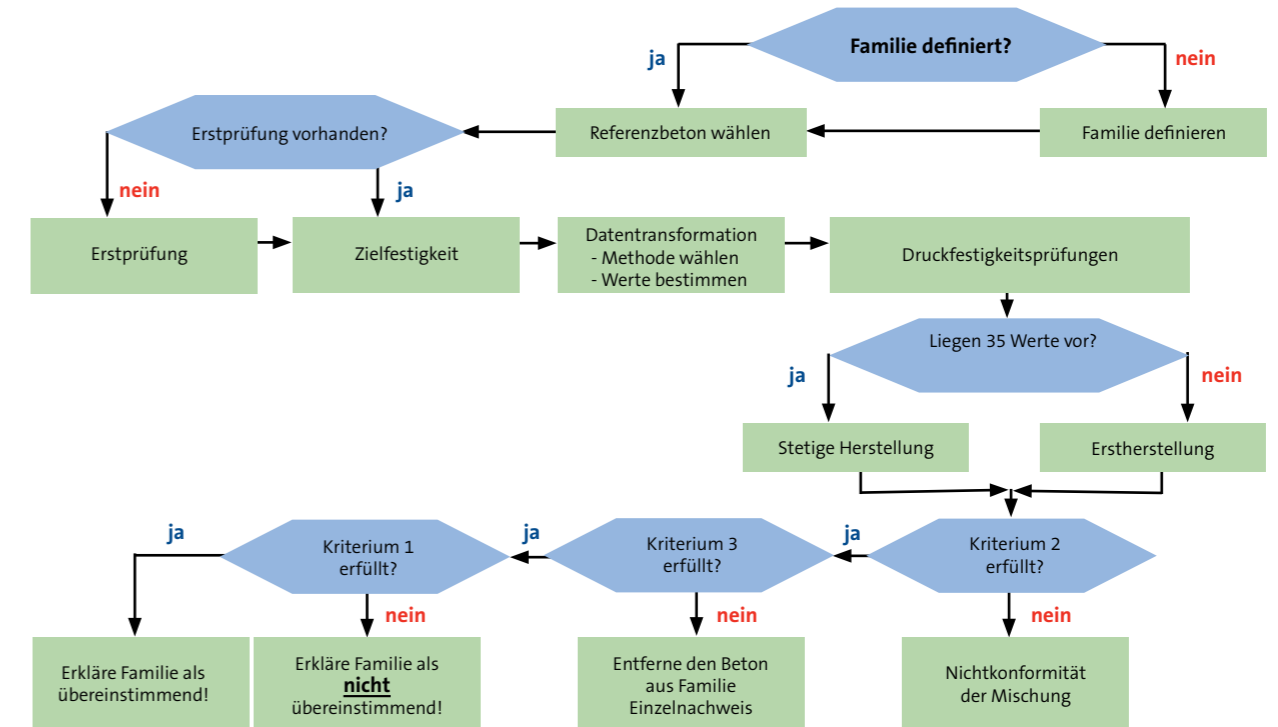 Familie definiert?
ja
nein
Erstprüfung vorhanden?
Referenzbeton wählen
Familie definieren
nein
ja
Erstprüfung
Zielfestigkeit
Datentransformation
- Methode wählen
- Werte bestimmen
Druckfestigkeitsprüfungen
Liegen 35 Werte vor?
ja
nein
Stetige Herstellung
Erstherstellung
ja
Kriterium 1
erfüllt?
ja
Kriterium 3
erfüllt?
ja
Kriterium 2
erfüllt?
nein
nein
nein
Erkläre Familie als
übereinstimmend!
Erkläre Familie als
nicht
übereinstimmend!
Entferne den Beton
aus Familie
Einzelnachweis
Nichtkonformität
der Mischung